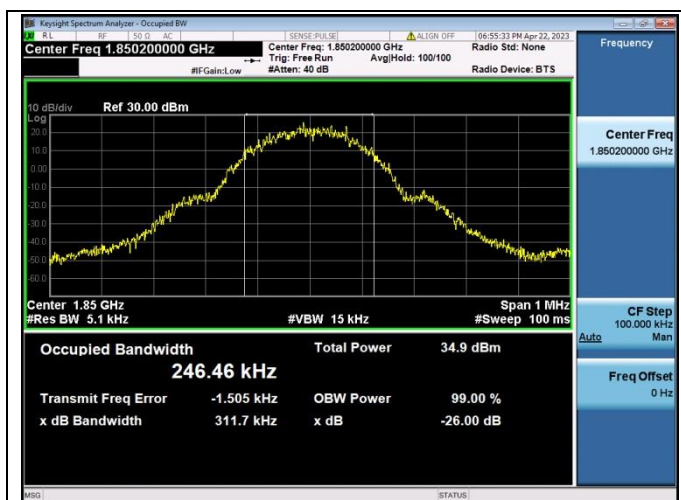 Keysight Spectrum Analyzer - Occupied BW
RL RF 50 Ω AC SENSE:PULSE ALIGN OFF 06:55:33 PM Apr 22, 2023
Center Freq 1.850200000 GHz
Center Freq: 1.850200000 GHz Radio Std: None
Trig: Free Run Avg|Hold: 100/100
#IFGain:Low #Atten: 40 dB Radio Device: BTS
Frequency
10 dB/div Ref 30.00 dBm
Log
20.0
10.0
0.00
-10.0
-20.0
-30.0
-40.0
-50.0
-60.0
Center Freq
1.850200000 GHz
Center 1.85 GHz Span 1 MHz
#Res BW 5.1 kHz #VBW 15 kHz #Sweep 100 ms
CF Step
100.000 kHz
Auto Man
Occupied Bandwidth Total Power 34.9 dBm
246.46 kHz
Transmit Freq Error -1.505 kHz OBW Power 99.00 %
x dB Bandwidth 311.7 kHz x dB -26.00 dB
Freq Offset
0 Hz
MSG STATUS